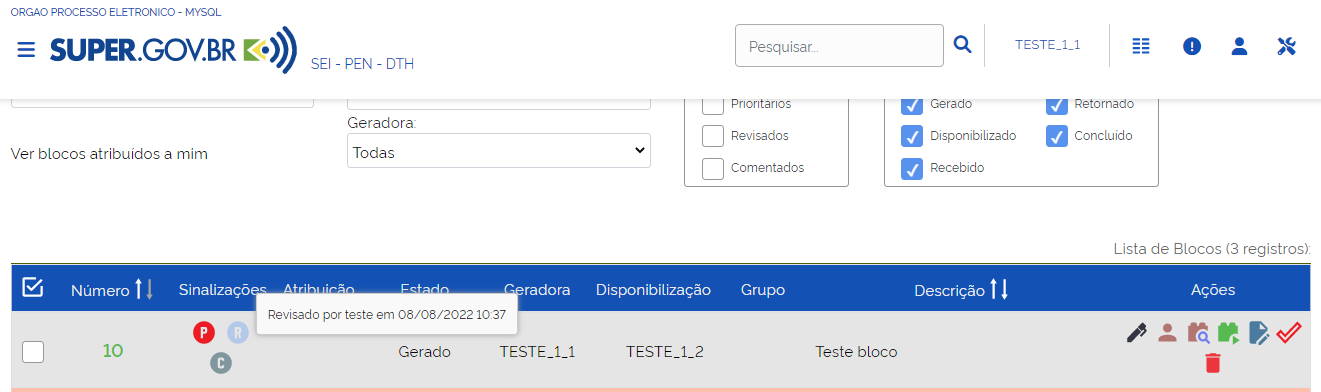 ORGAO PROCESSO ELETRONICO - MYSQL
SUPER.GOV.BR
SEI - PEN - DTH
Pesquisar...
TESTE_1_1
Prioritários
Gerado
Retornado
Geradora:
Revisados
Disponibilizado
Concluído
Ver blocos atribuídos a mim
Todas
Comentados
Recebido
Lista de Blocos (3 registros):
Número Sinalizações Atribuição Estado Geradora Disponibilização Grupo Descrição Ações
Revisado por teste em 08/08/2022 10:37
P R
10 Gerado TESTE_1_1 TESTE_1_2 Teste bloco
C